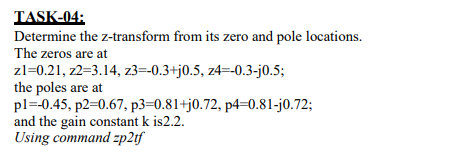 TASK-04:
Determine the z-transform from its zero and pole locations.
The zeros are at
z1=0.21, z2=3.14, z3=-0.3+j0.5, z4=-0.3-j0.5;
the poles are at
p1=-0.45, p2=0.67, p3=0.81+j0.72, p4=0.81-j0.72;
and the gain constant k is2.2.
Using command zp2tf